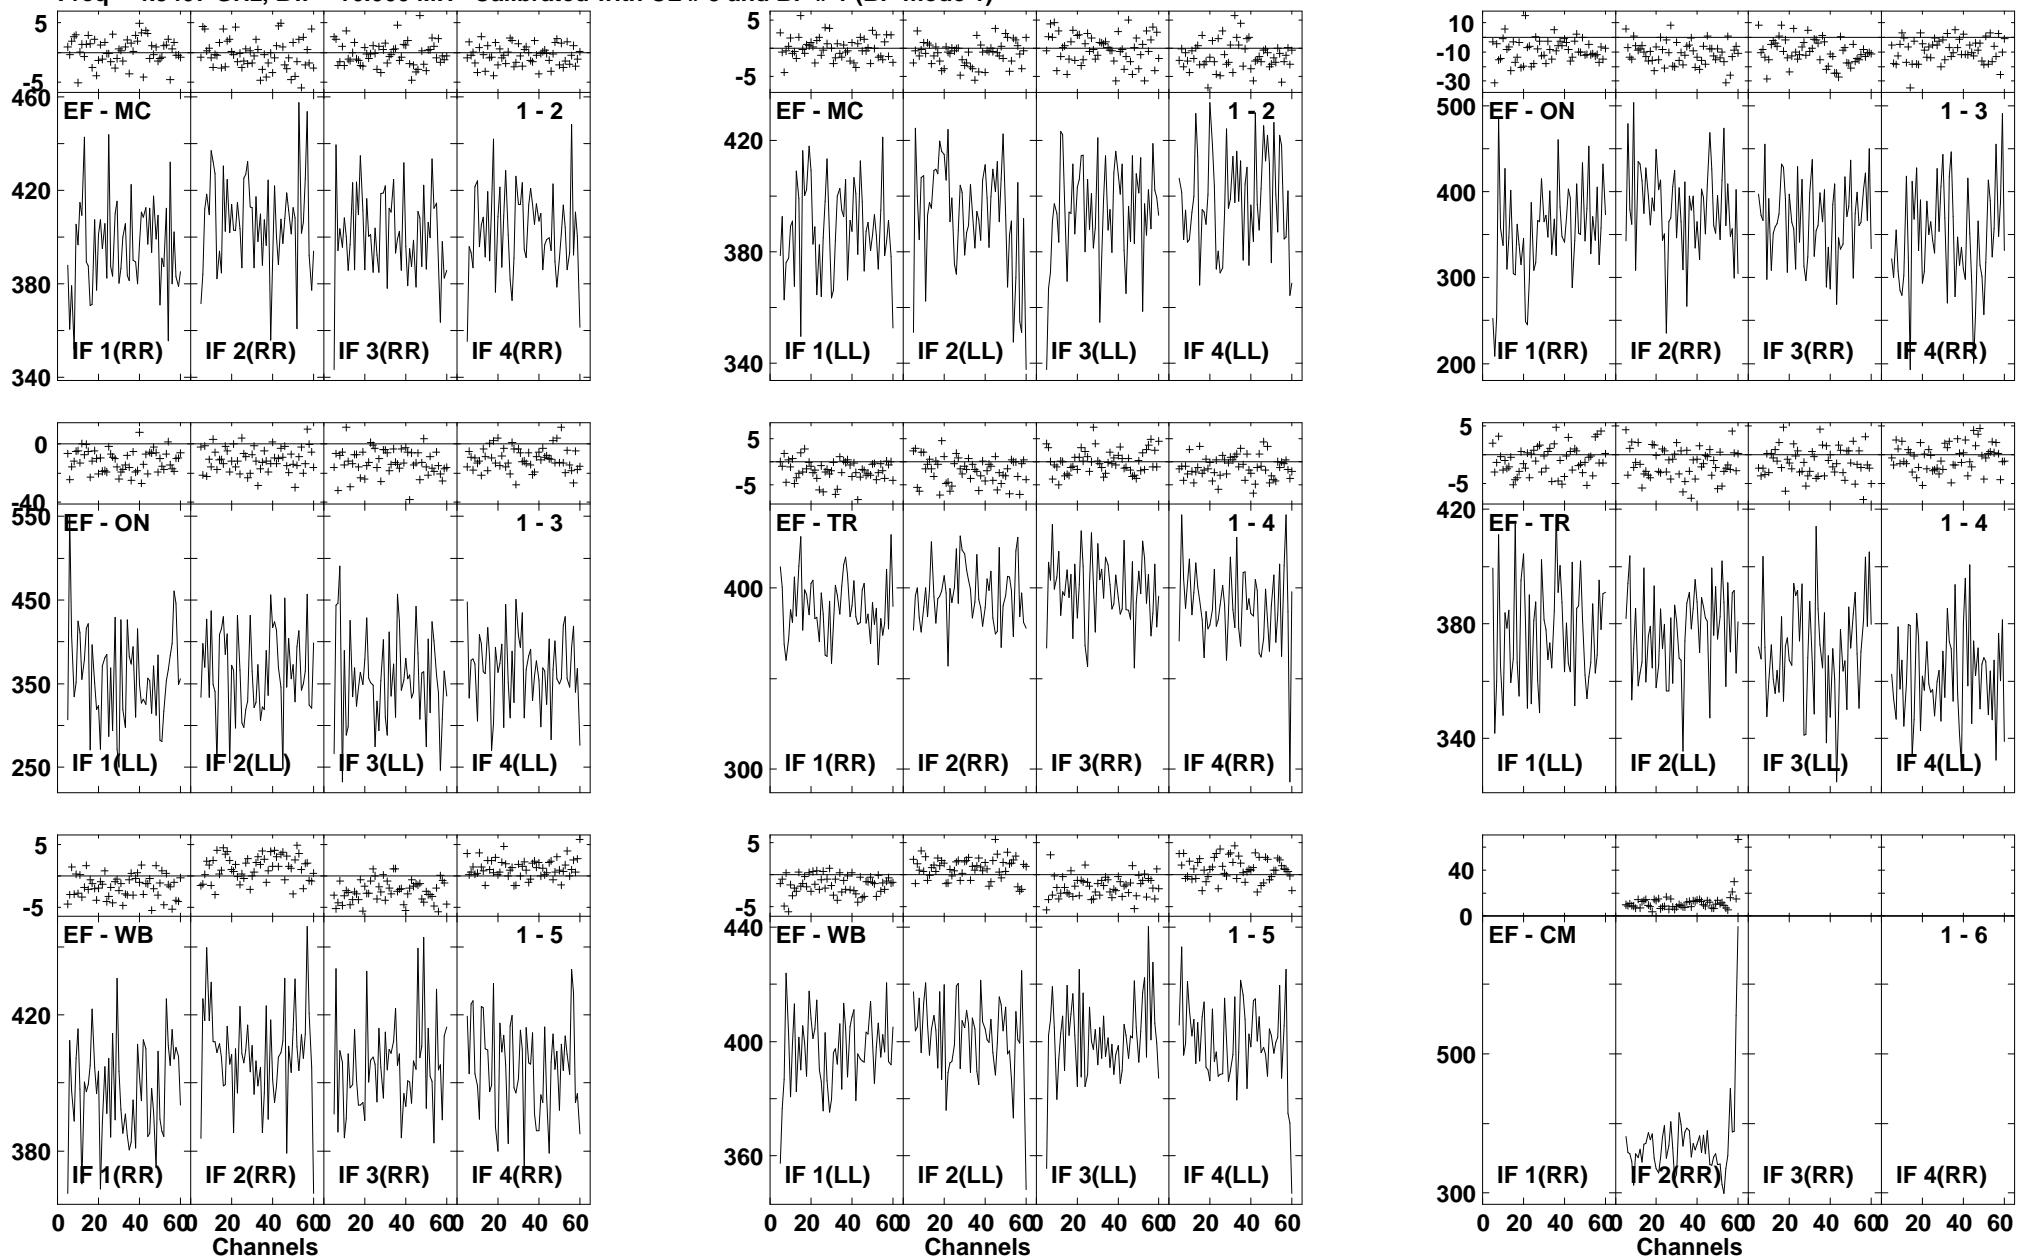 5
-5
460
420
380
340
EF - MC
1 - 2
IF 1(RR)
IF 2(RR)
IF 3(RR)
IF 4(RR)
5
-5
420
380
340
EF - MC
1 - 2
IF 1(LL)
IF 2(LL)
IF 3(LL)
IF 4(LL)
10
-10
-30
500
400
300
200
EF - ON
1 - 3
IF 1(RR)
IF 2(RR)
IF 3(RR)
IF 4(RR)
0
-40
550
450
350
250
EF - ON
1 - 3
IF 1(LL)
IF 2(LL)
IF 3(LL)
IF 4(LL)
5
-5
400
300
EF - TR
1 - 4
IF 1(RR)
IF 2(RR)
IF 3(RR)
IF 4(RR)
5
-5
420
380
340
EF - TR
1 - 4
IF 1(LL)
IF 2(LL)
IF 3(LL)
IF 4(LL)
5
-5
420
380
EF - WB
1 - 5
IF 1(RR)
IF 2(RR)
IF 3(RR)
IF 4(RR)
0 20 40 60 0 20 40 60 0 20 40 60 0 20 40 60
Channels
5
-5
440
400
360
EF - WB
1 - 5
IF 1(LL)
IF 2(LL)
IF 3(LL)
IF 4(LL)
0 20 40 60 0 20 40 60 0 20 40 60 0 20 40 60
Channels
40
0
500
300
EF - CM
1 - 6
IF 1(RR)
IF 2(RR)
IF 3(RR)
IF 4(RR)
0 20 40 60 0 20 40 60 0 20 40 60 0 20 40 60
Channels